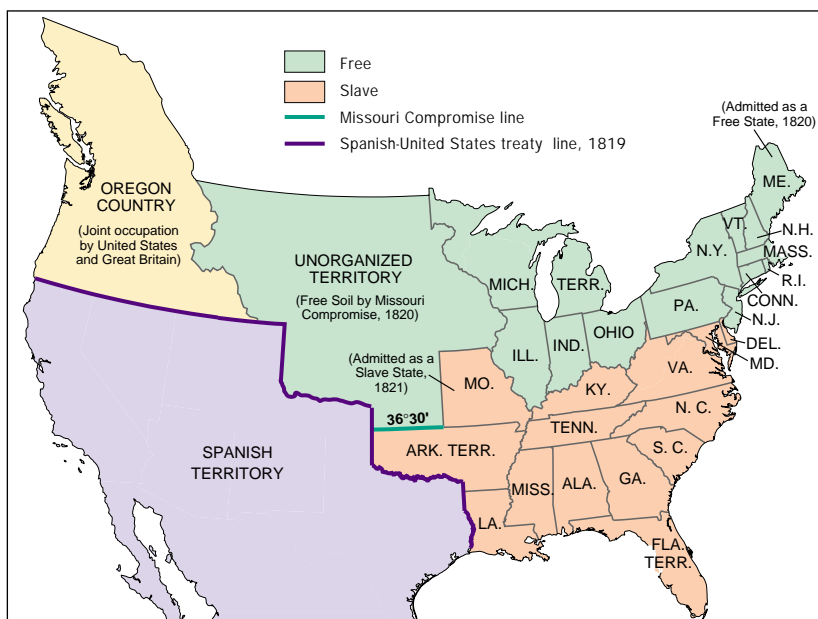 Free
Slave
Missouri Compromise line
Spanish-United States treaty line, 1819
(Admitted as a
Free State, 1820)
OREGON
COUNTRY
(Joint occupation
by United States
and Great Britain)
UNORGANIZED
TERRITORY
(Free Soil by Missouri
Compromise, 1820)
(Admitted as a
Slave State,
1821)
36°30'
SPANISH
TERRITORY
ME.
VT.
N.H.
MASS.
N.Y.
R.I.
CONN.
N.J.
PA.
DEL.
MD.
MICH.
TERR.
OHIO
IND.
ILL.
MO.
KY.
VA.
N. C.
TENN.
ARK. TERR.
S. C.
GA.
ALA.
MISS.
LA.
FLA.
TERR.